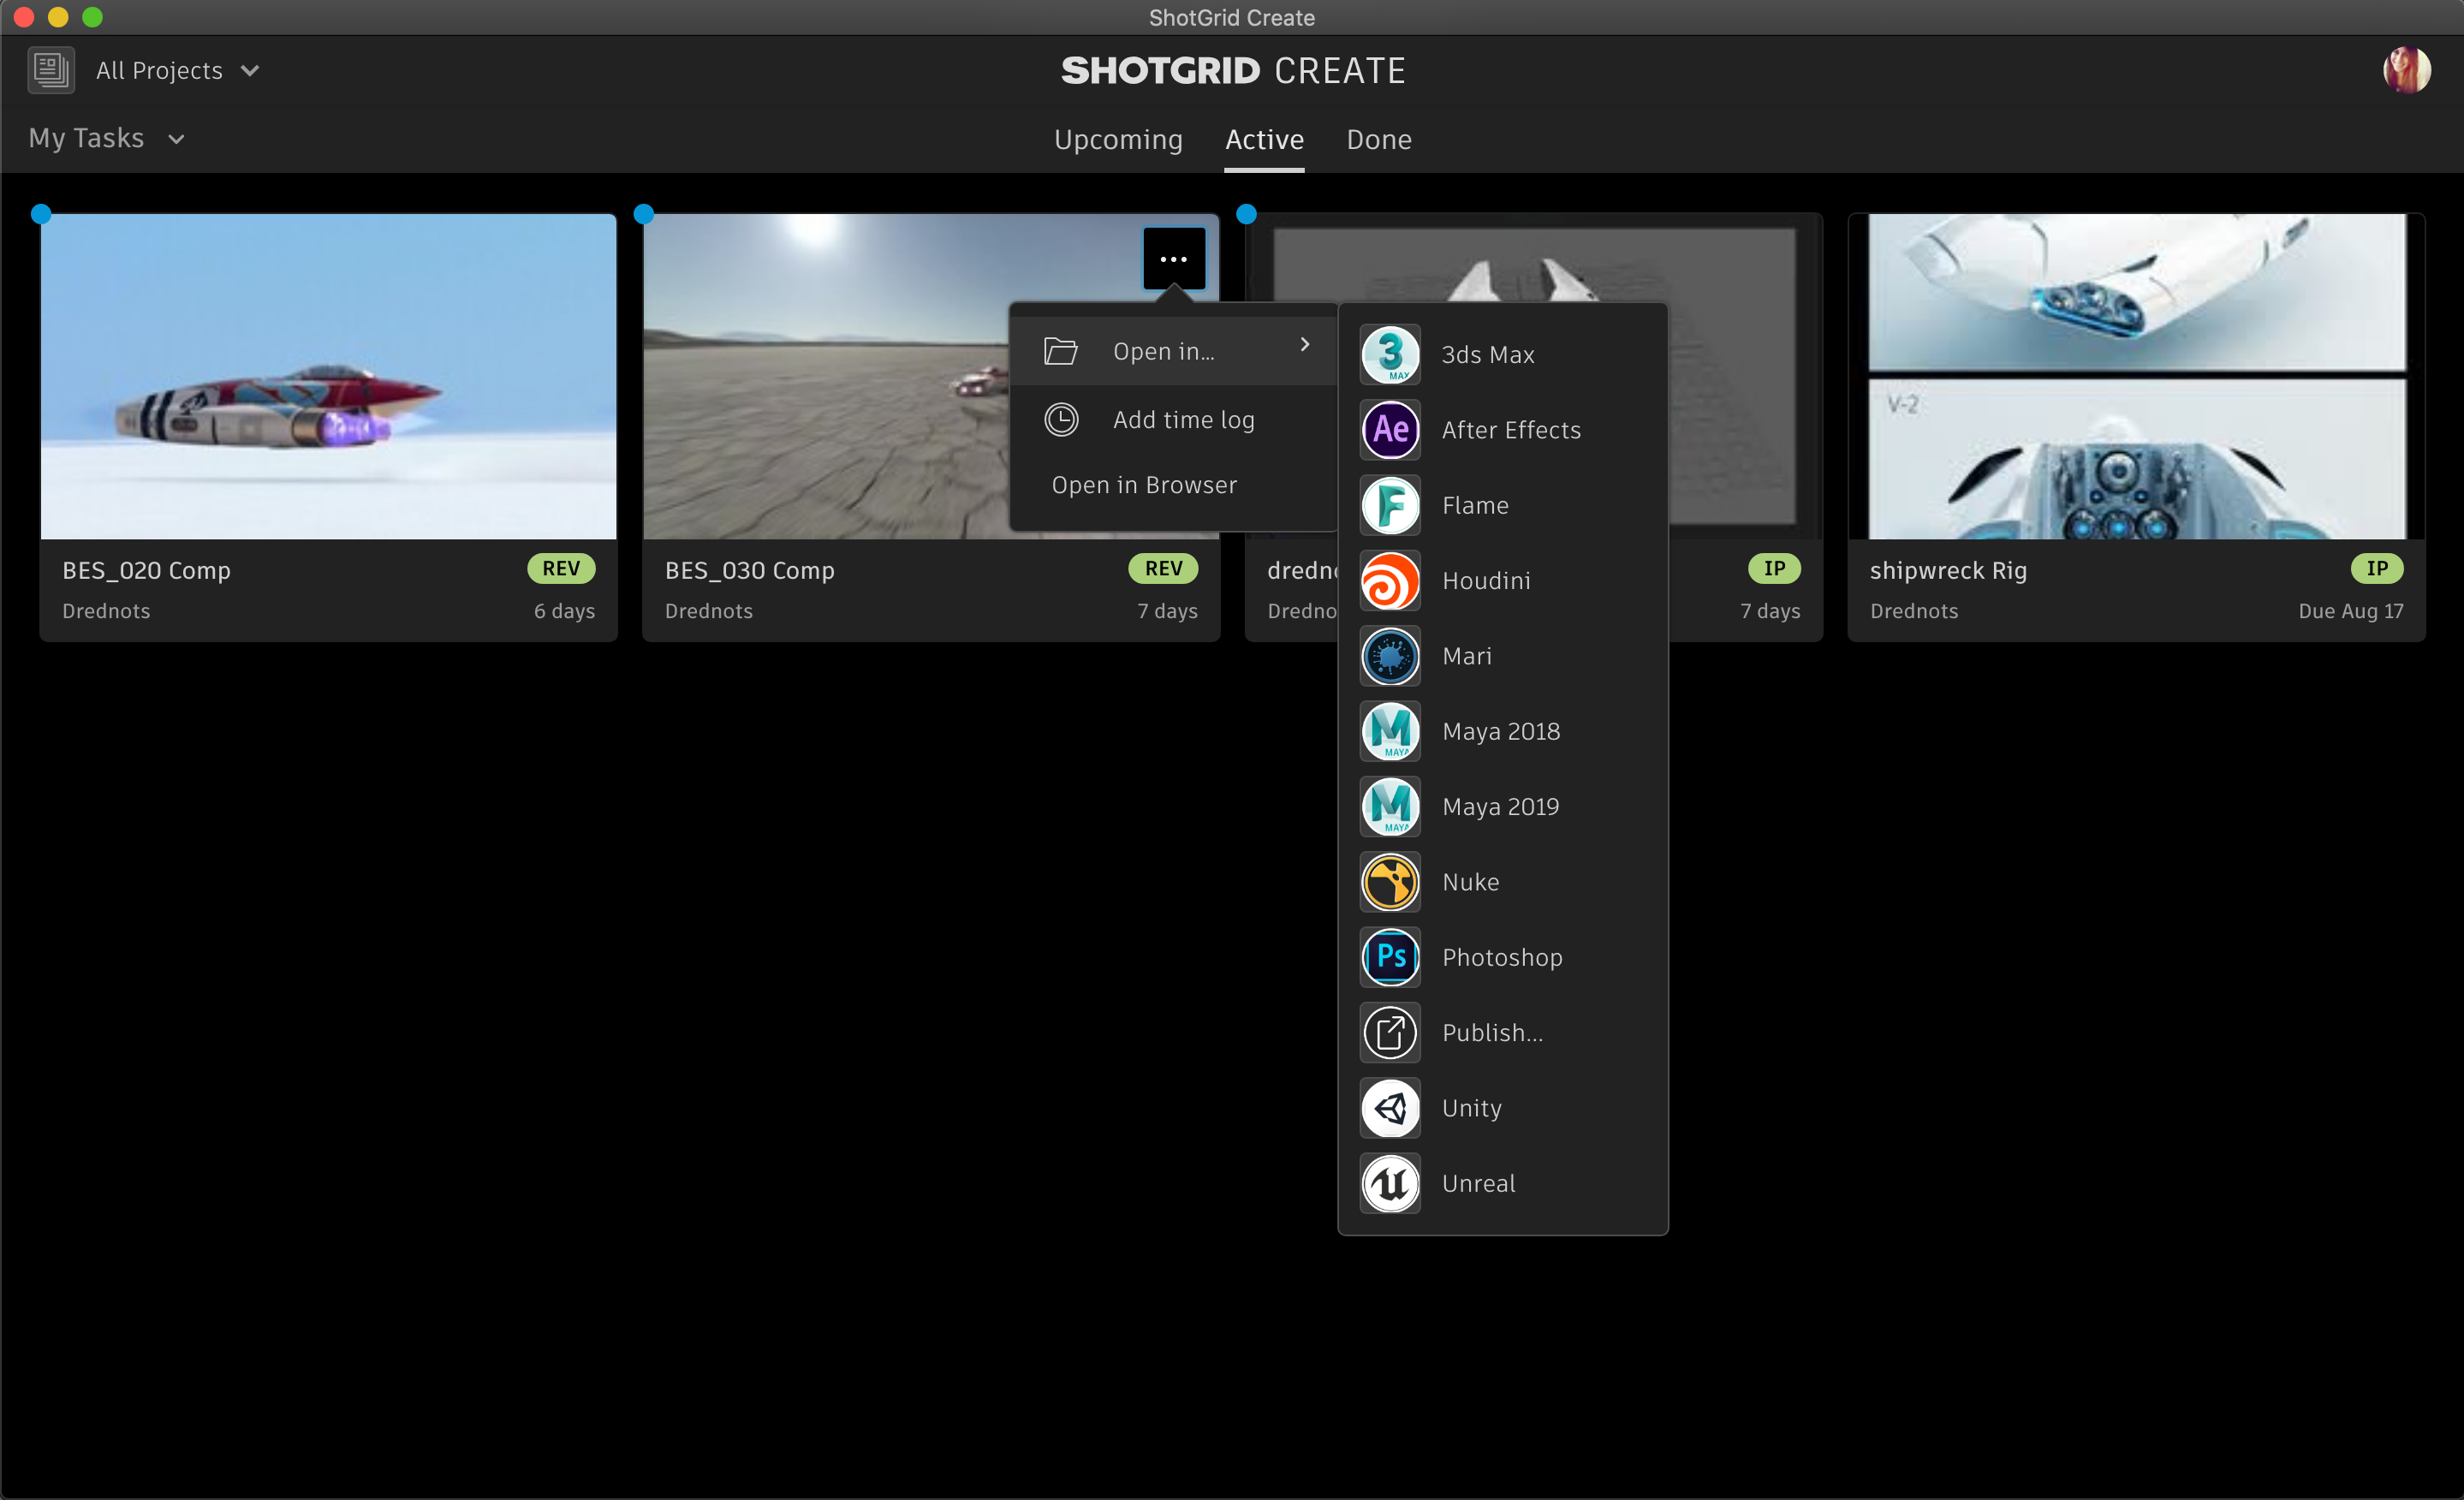 ShotGrid Create
All Projects
SHOTGRID CREATE
My Tasks
Upcoming Active Done
...
Open in...
Add time log
Open in Browser
3ds Max
After Effects
Flame
Houdini
Mari
Maya 2018
Maya 2019
Nuke
Photoshop
Publish...
Unity
Unreal
3
MAX
Ae
F
M
MAYA
M
MAYA
Ps
V-2
BES_020 Comp REV
Drednots 6 days
BES_030 Comp REV
Drednots 7 days
IP
7 days
shipwreck Rig IP
Drednots Due Aug 17